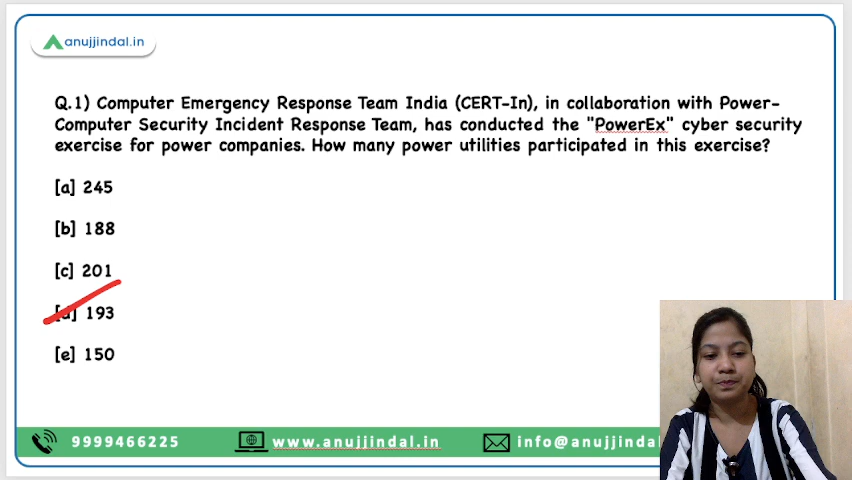 anujjindal.in
Q.1) Computer Emergency Response Team India (CERT-In), in collaboration with Power-
Computer Security Incident Response Team, has conducted the "PowerEx" cyber security
exercise for power companies. How many power utilities participated in this exercise?
[a] 245
[b] 188
[c] 201
[d] 193
[e] 150
9999466225 www.anujjindal.in info@anujjindal